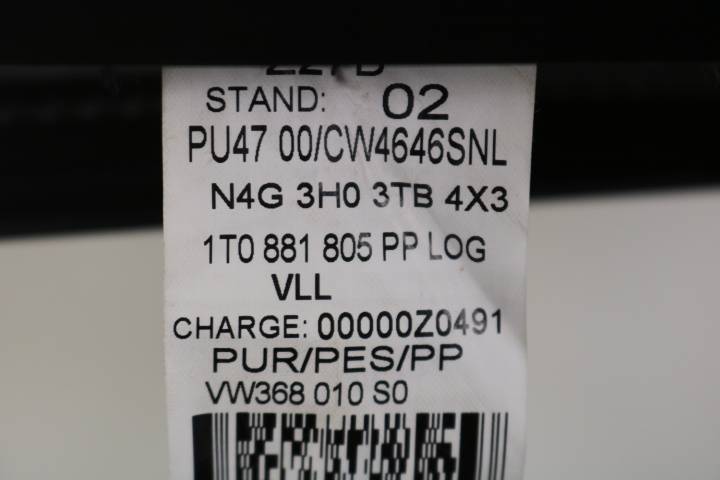 STAND: 02
PU47 00/CW4646SNL
N4G 3H0 3TB 4X3
1T0 881 805 PP LOG
VLL
CHARGE: 00000Z0491
PUR/PES/PP
VW368 010 S0